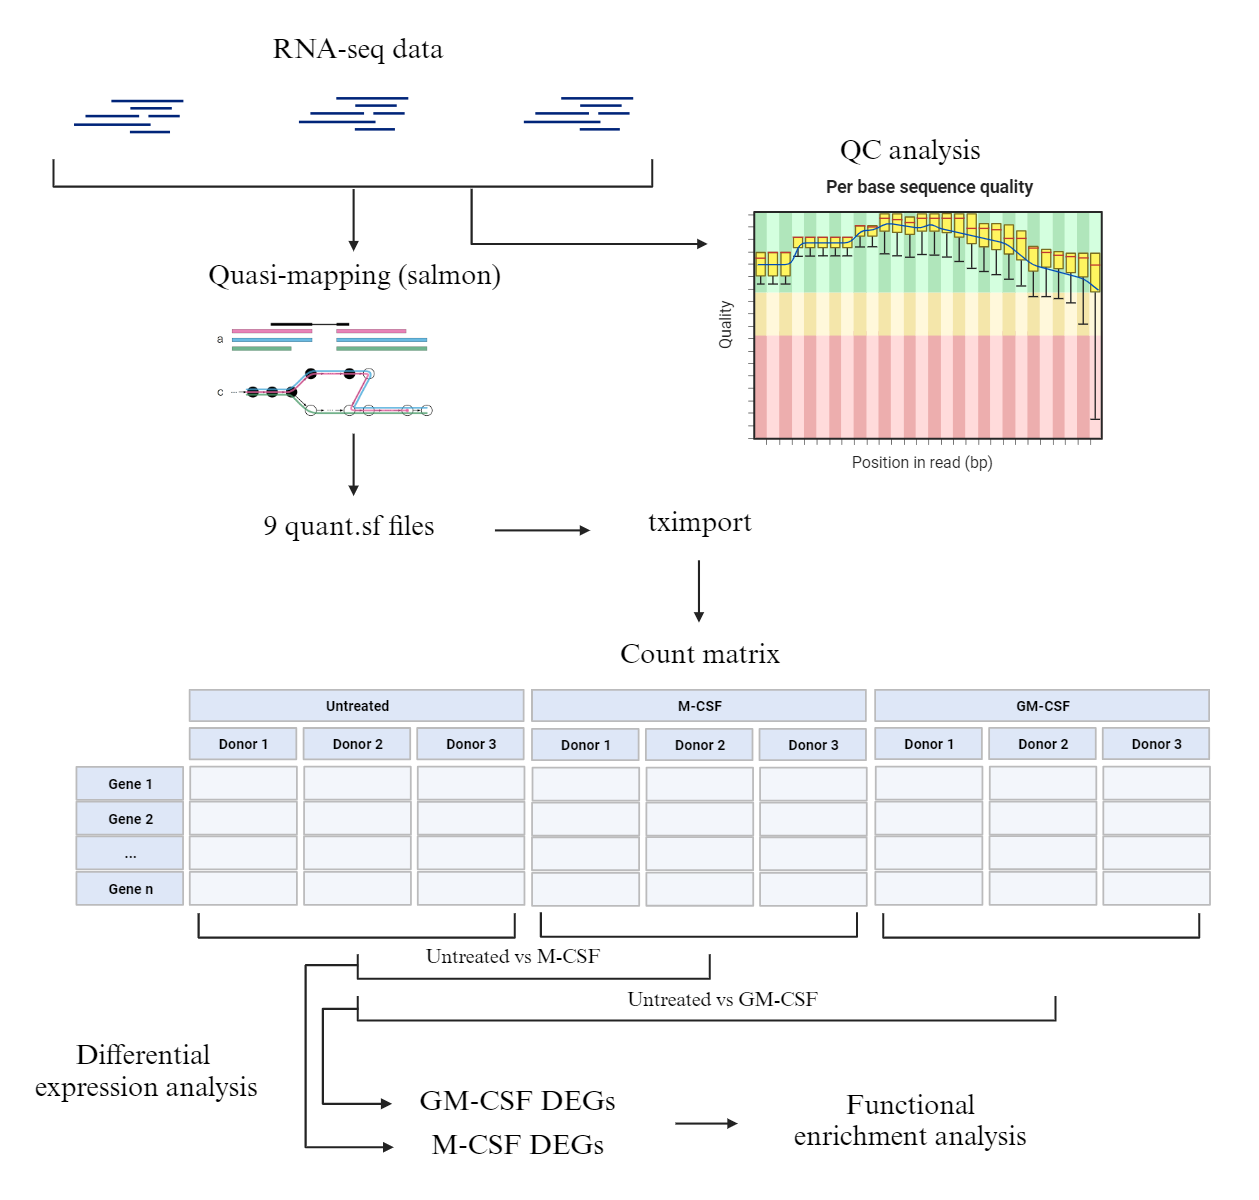 RNA-seq data
QC analysis
Per base sequence quality
Quality
Position in read (bp)
Quasi-mapping (salmon)
a
c
9 quant.sf files
tximport
Count matrix
Untreated M-CSF GM-CSF
Donor 1 Donor 2 Donor 3 Donor 1 Donor 2 Donor 3 Donor 1 Donor 2 Donor 3
Gene 1
Gene 2
...
Gene n
Untreated vs M-CSF
Untreated vs GM-CSF
Differential
expression analysis
GM-CSF DEGs
M-CSF DEGs
Functional
enrichment analysis